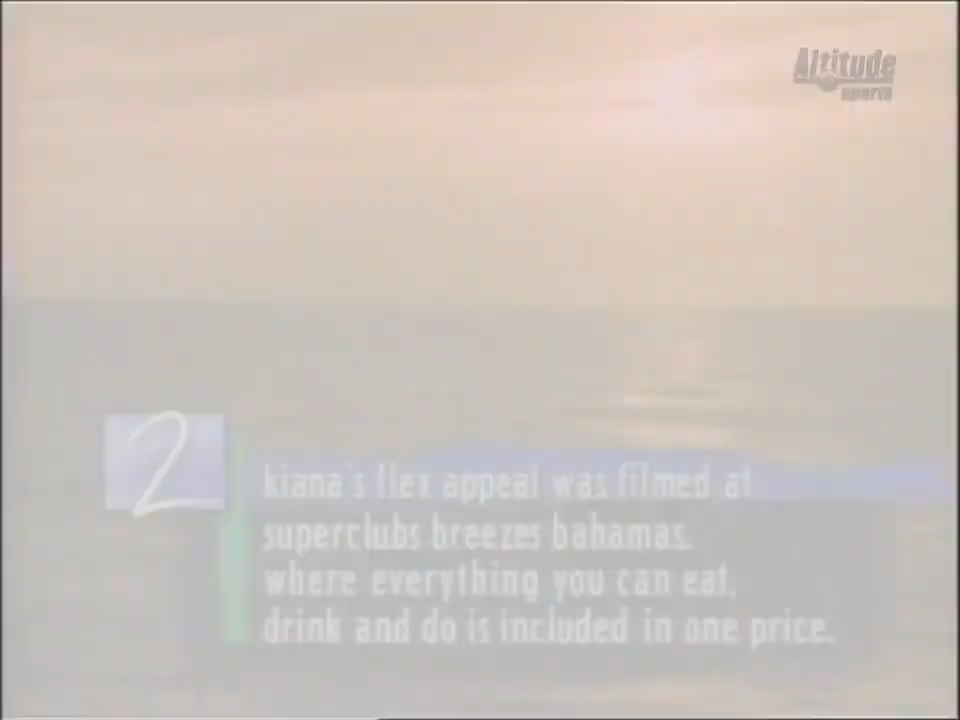 Altitude
sports
2
kiana's flex appeal was filmed at
superclubs breezes bahamas.
where everything you can eat,
drink and do is included in one price.